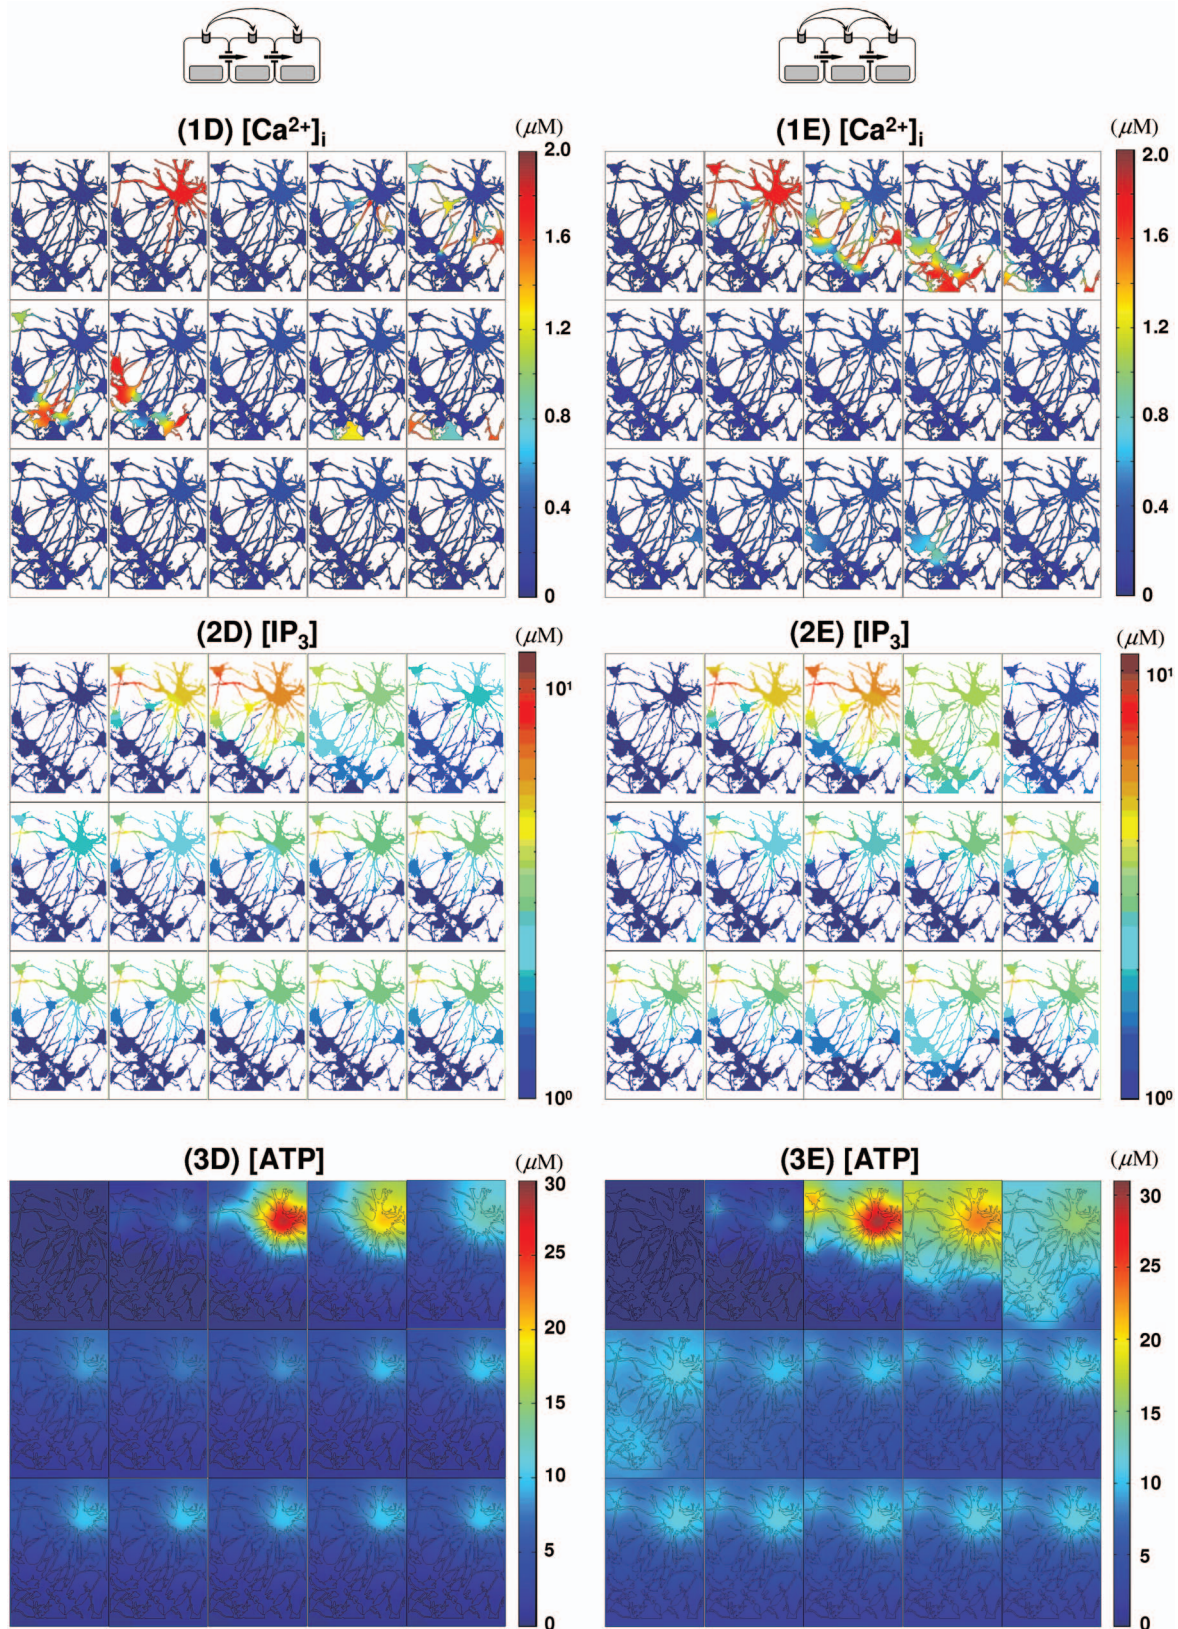 (1D) [Ca²⁺]ᵢ
(μM)
2.0
1.6
1.2
0.8
0.4
0
(1E) [Ca²⁺]ᵢ
(μM)
2.0
1.6
1.2
0.8
0.4
0
(2D) [IP₃]
(μM)
10¹
10⁰
(2E) [IP₃]
(μM)
10¹
10⁰
(3D) [ATP]
(μM)
30
25
20
15
10
5
0
(3E) [ATP]
(μM)
30
25
20
15
10
5
0